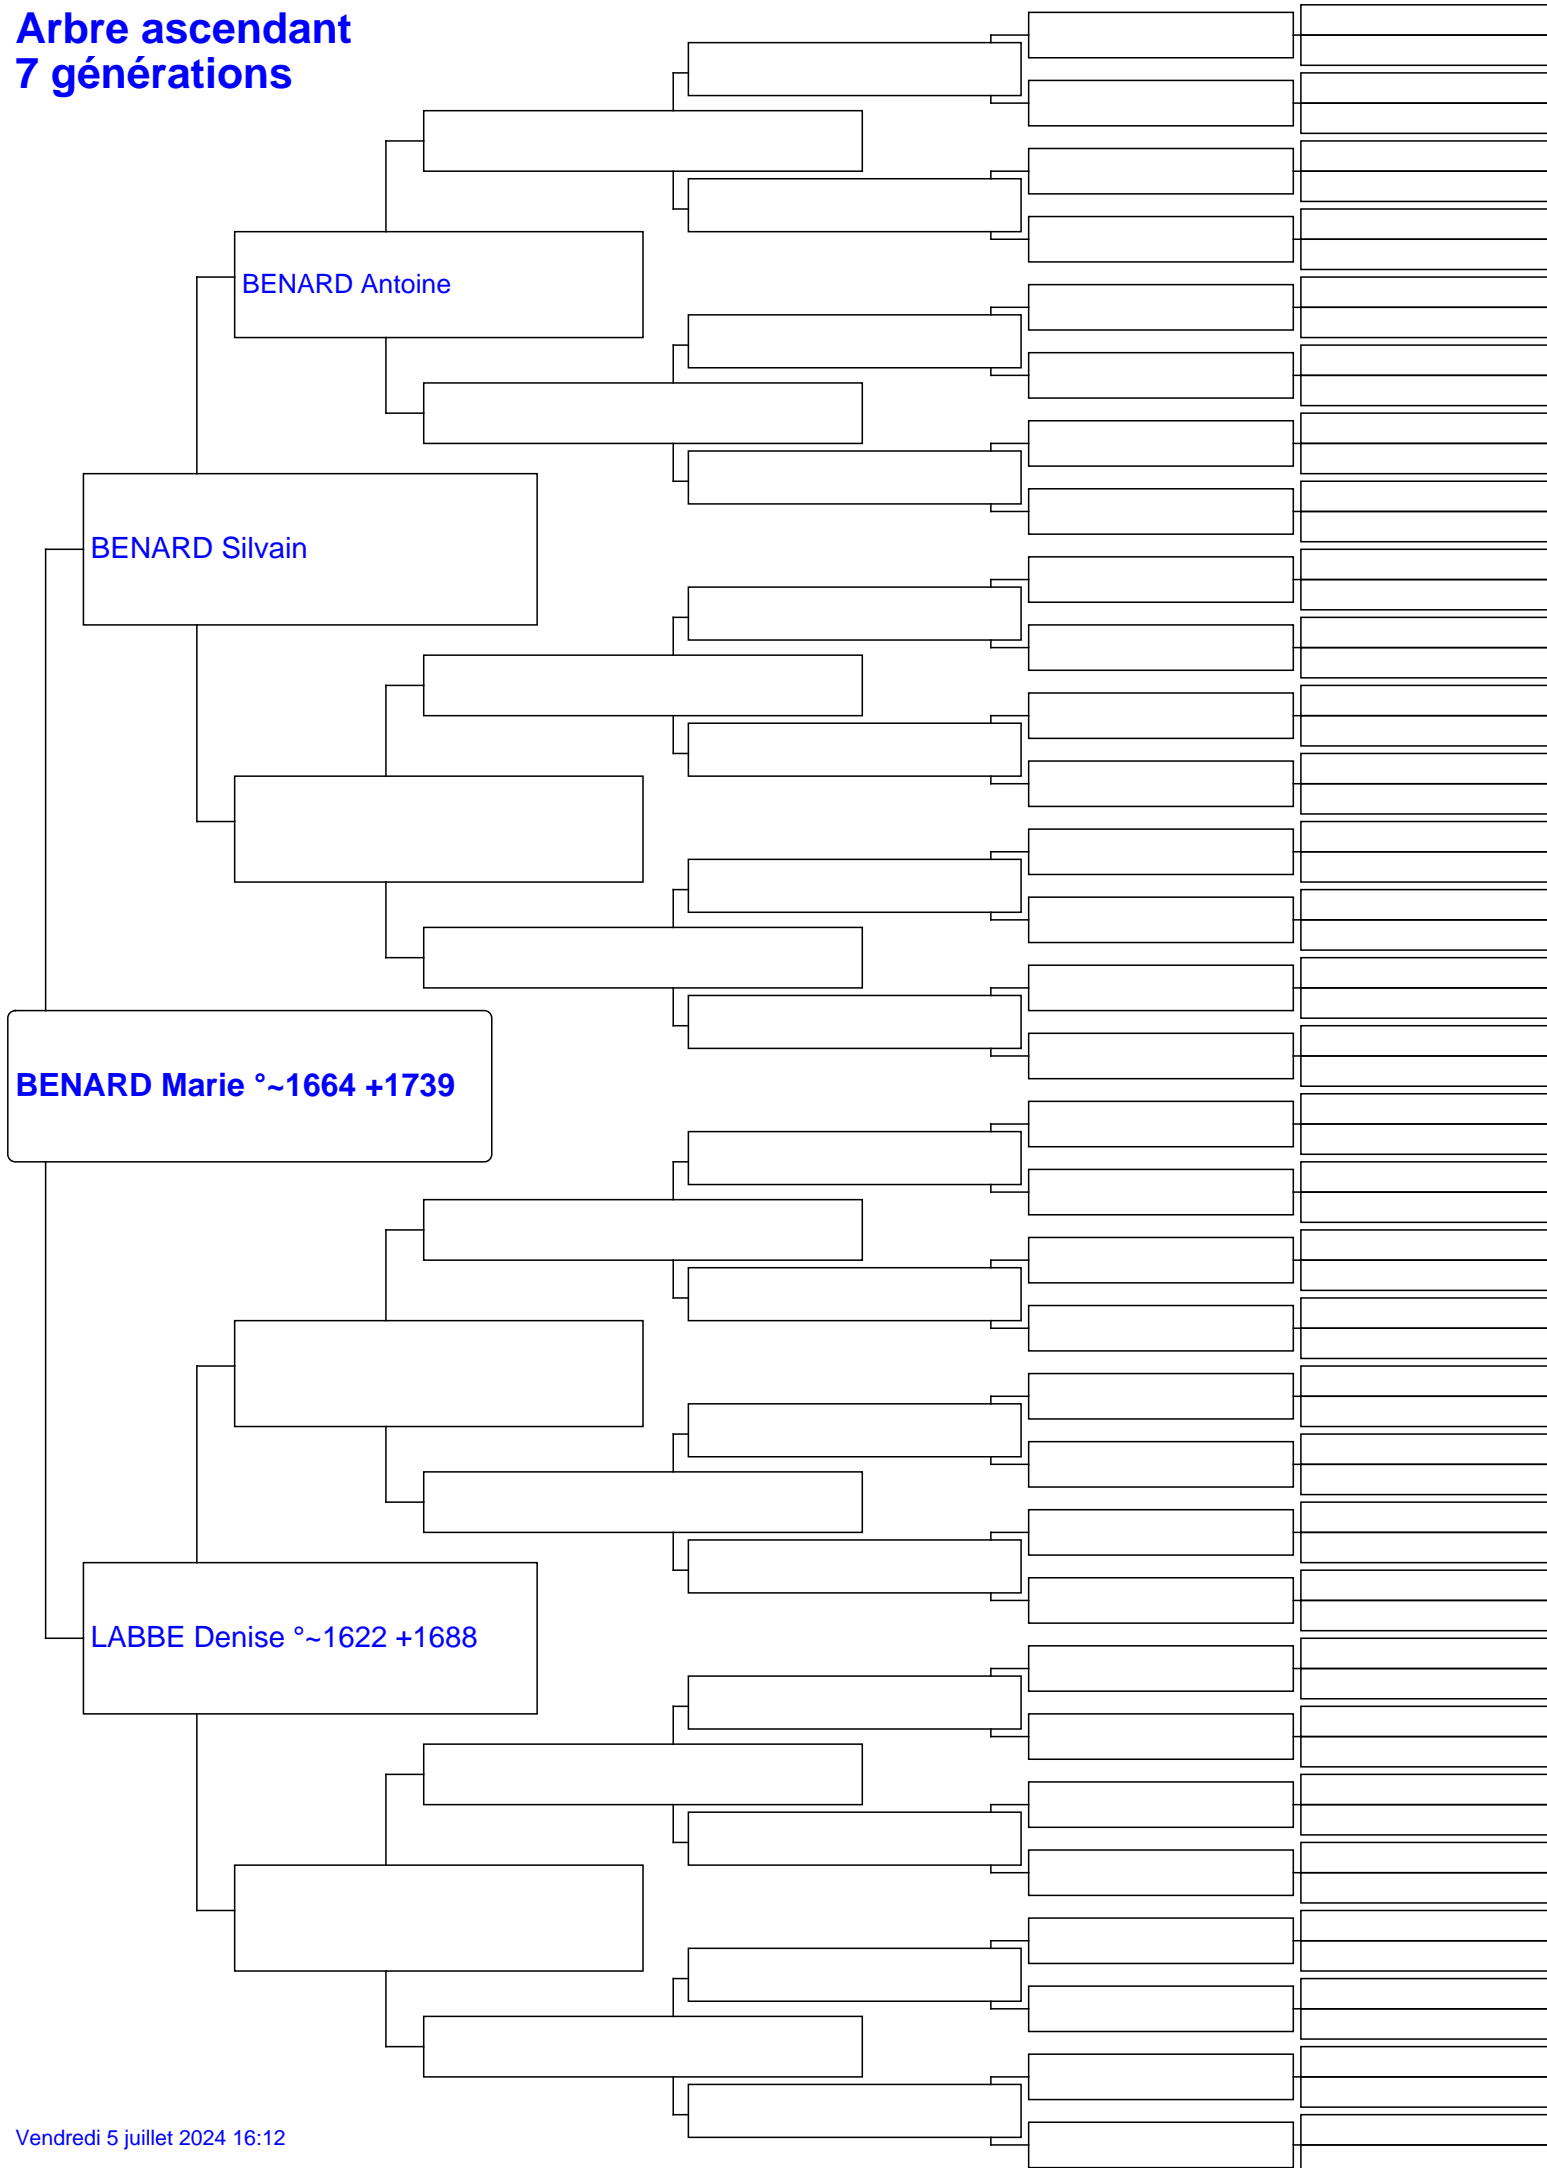 Arbre ascendant
7 générations
BENARD Antoine
BENARD Silvain
BENARD Marie °~1664 +1739
LABBE Denise °~1622 +1688
Vendredi 5 juillet 2024 16:12